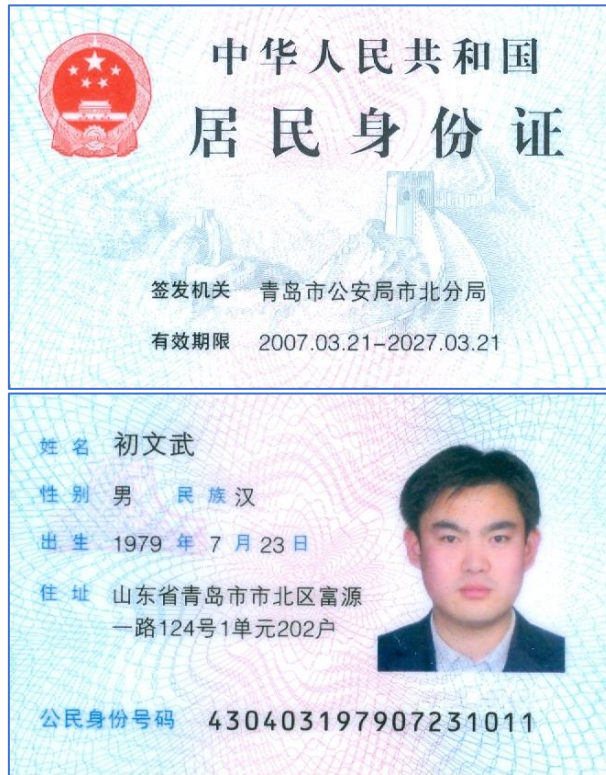 中华人民共和国
居民身份证
签发机关 青岛市公安局市北分局
有效期限 2007.03.21-2027.03.21
姓名 初文武
性别 男 民族 汉
出生 1979 年 7 月 23 日
住址 山东省青岛市市北区富源
一路124号1单元202户
公民身份号码 430403197907231011